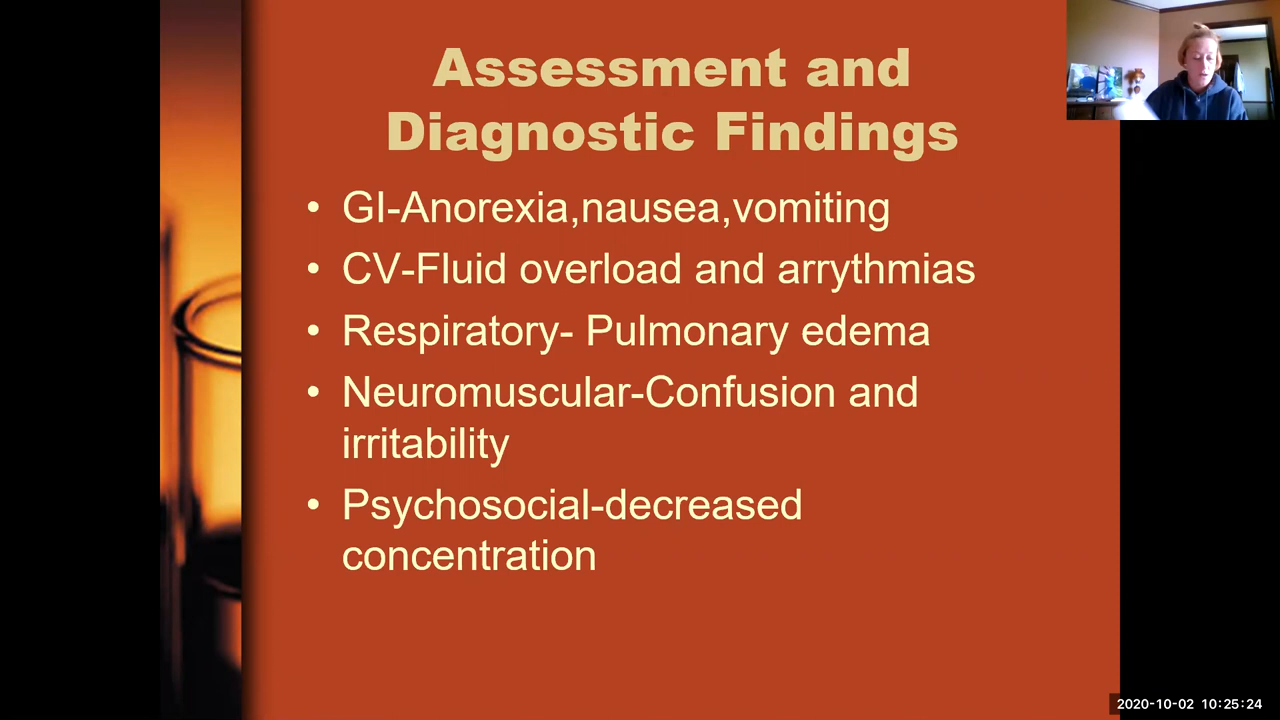 Assessment and
Diagnostic Findings
• GI-Anorexia,nausea,vomiting
• CV-Fluid overload and arrythmias
• Respiratory- Pulmonary edema
• Neuromuscular-Confusion and
irritability
• Psychosocial-decreased
concentration
2020-10-02 10:25:24